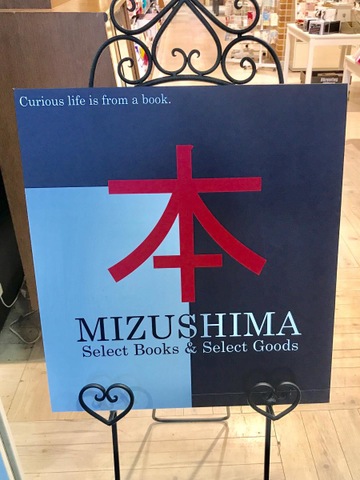 Curious life is from a book.
本
MIZUSHIMA
Select Books & Select Goods